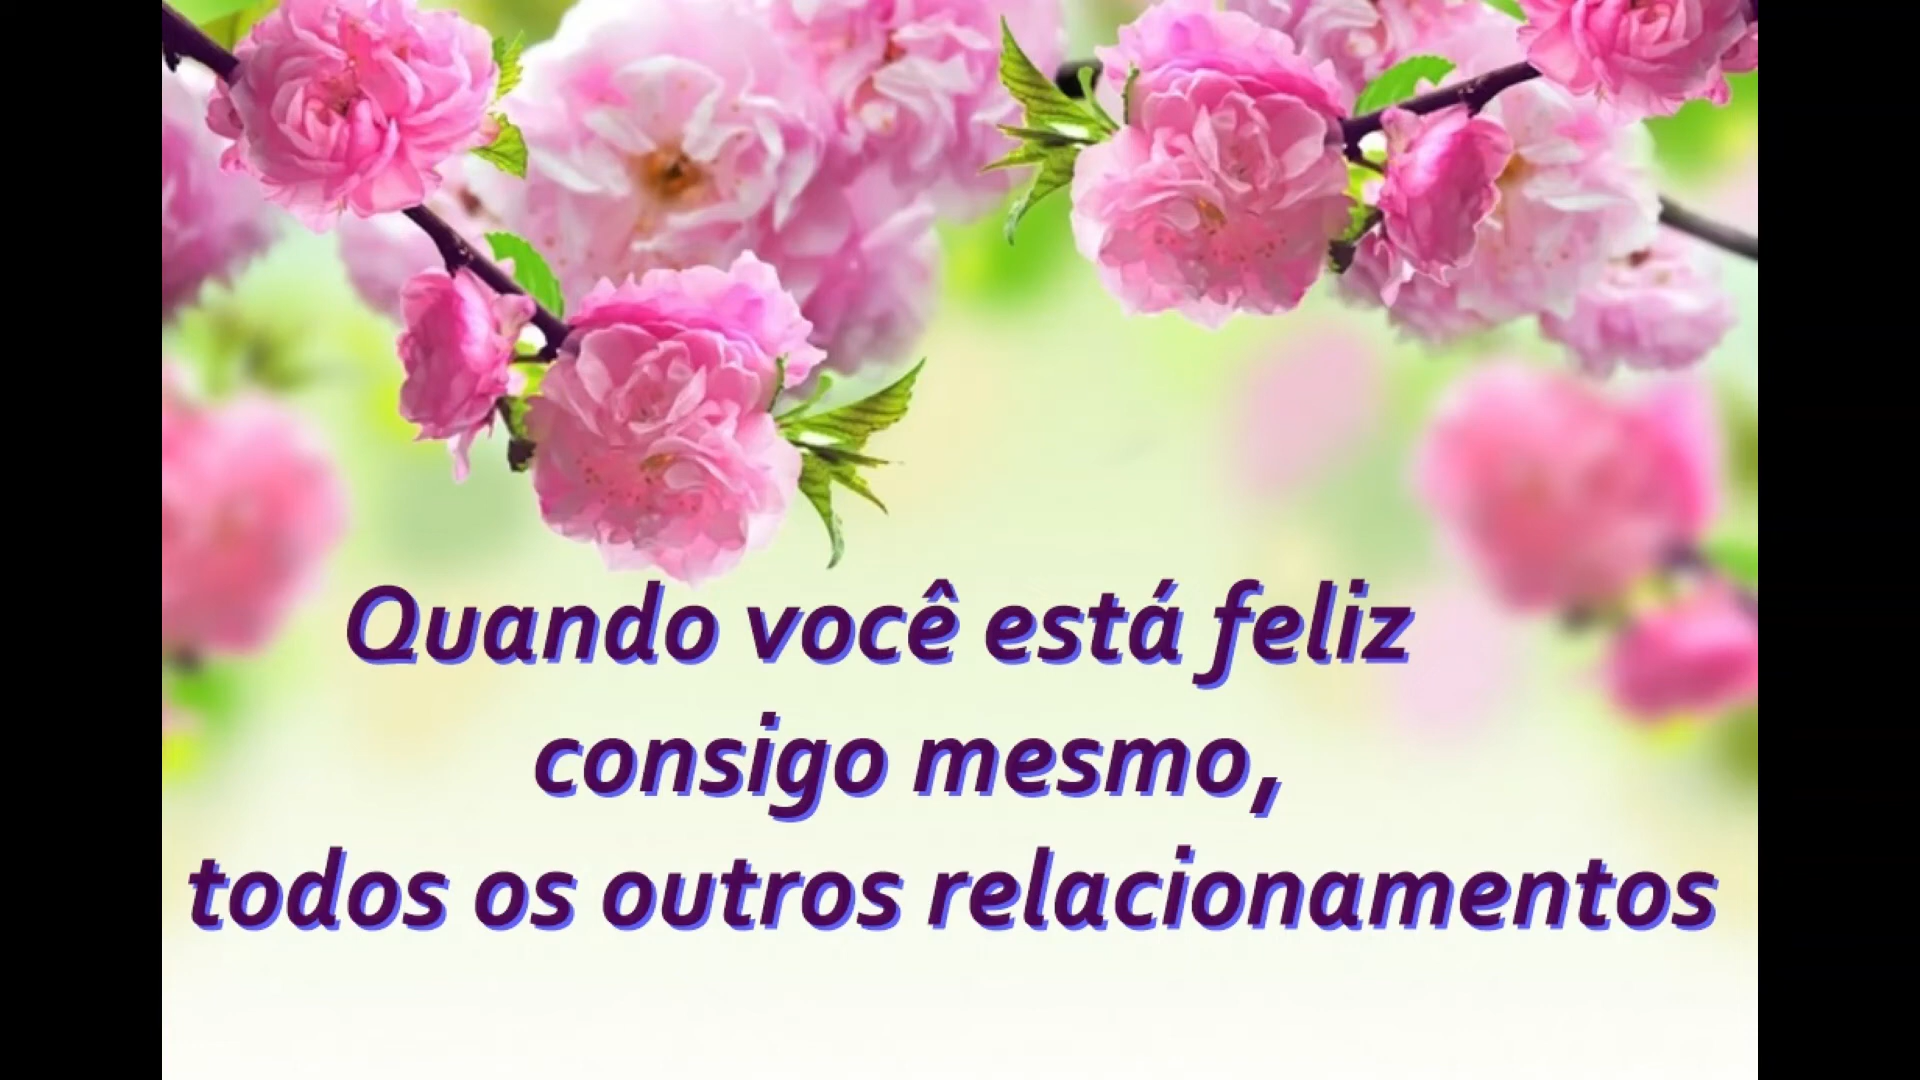 Quando você está feliz
consigo mesmo,
todos os outros relacionamentos